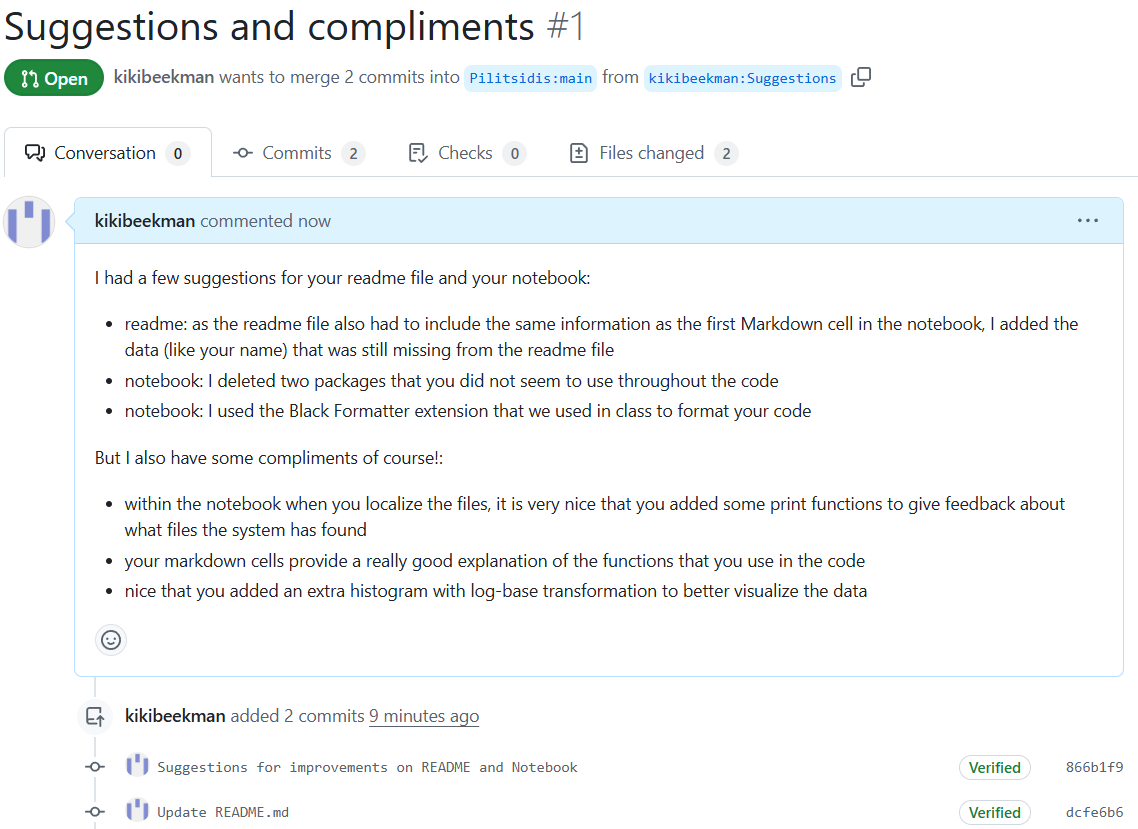 Suggestions and compliments #1
Open kikibeekman wants to merge 2 commits into Pilitsidis:main from kikibeekman:Suggestions
Conversation 0 Commits 2 Checks 0 Files changed 2
kikibeekman commented now
I had a few suggestions for your readme file and your notebook:
readme: as the readme file also had to include the same information as the first Markdown cell in the notebook, I added the
data (like your name) that was still missing from the readme file
notebook: I deleted two packages that you did not seem to use throughout the code
notebook: I used the Black Formatter extension that we used in class to format your code
But I also have some compliments of course!:
within the notebook when you localize the files, it is very nice that you added some print functions to give feedback about
what files the system has found
your markdown cells provide a really good explanation of the functions that you use in the code
nice that you added an extra histogram with log-base transformation to better visualize the data
kikibeekman added 2 commits 9 minutes ago
Suggestions for improvements on README and Notebook Verified 866b1f9
Update README.md Verified dcfe6b6